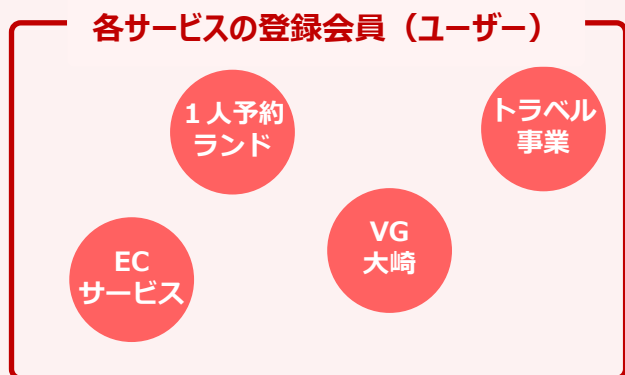 各サービスの登録会員（ユーザー）
１人予約
ランド
トラベル
事業
VG
大崎
EC
サービス